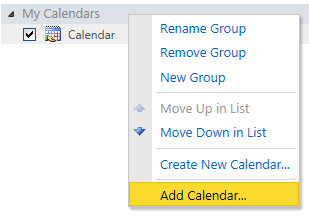 My Calendars
Calendar
Rename Group
Remove Group
New Group
Move Up in List
Move Down in List
Create New Calendar...
Add Calendar...